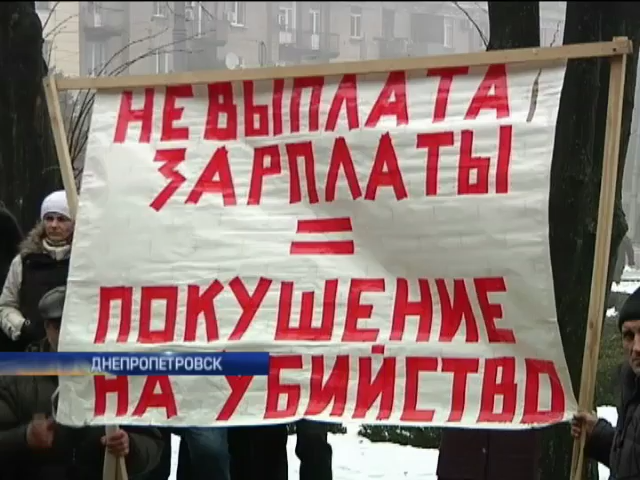 НЕВЫПЛАТА
ЗАРПЛАТЫ
=
ПОКУШЕНИЕ
НА УБИЙСТВО
ДНЕПРОПЕТРОВСК